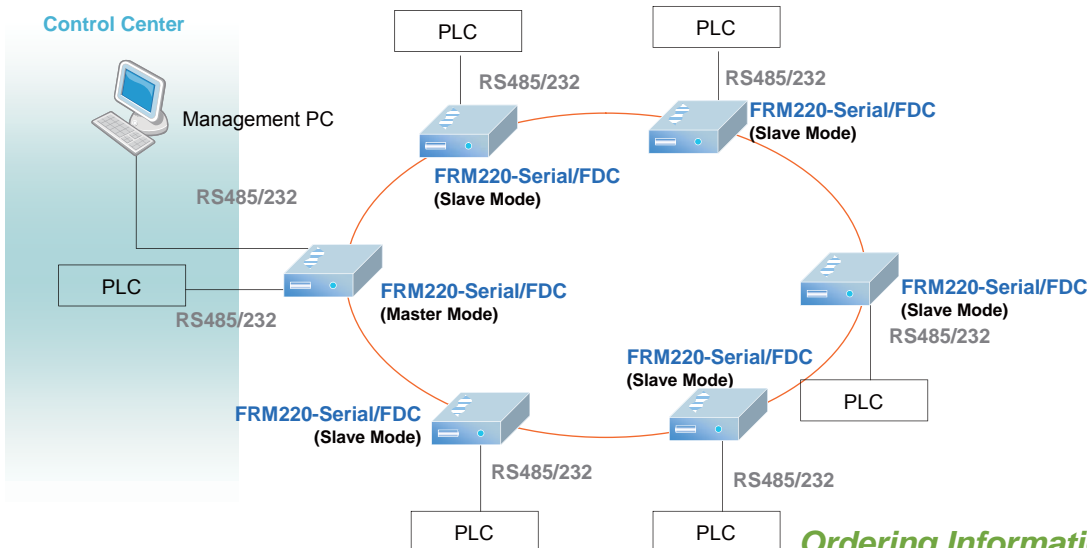 Control Center
PLC
PLC
RS485/232
RS485/232
Management PC
FRM220-Serial/FDC
(Slave Mode)
FRM220-Serial/FDC
(Slave Mode)
RS485/232
PLC
RS485/232
FRM220-Serial/FDC
(Master Mode)
FRM220-Serial/FDC
(Slave Mode)
RS485/232
FRM220-Serial/FDC
(Slave Mode)
PLC
FRM220-Serial/FDC
(Slave Mode)
RS485/232
RS485/232
PLC
PLC
Ordering Informati